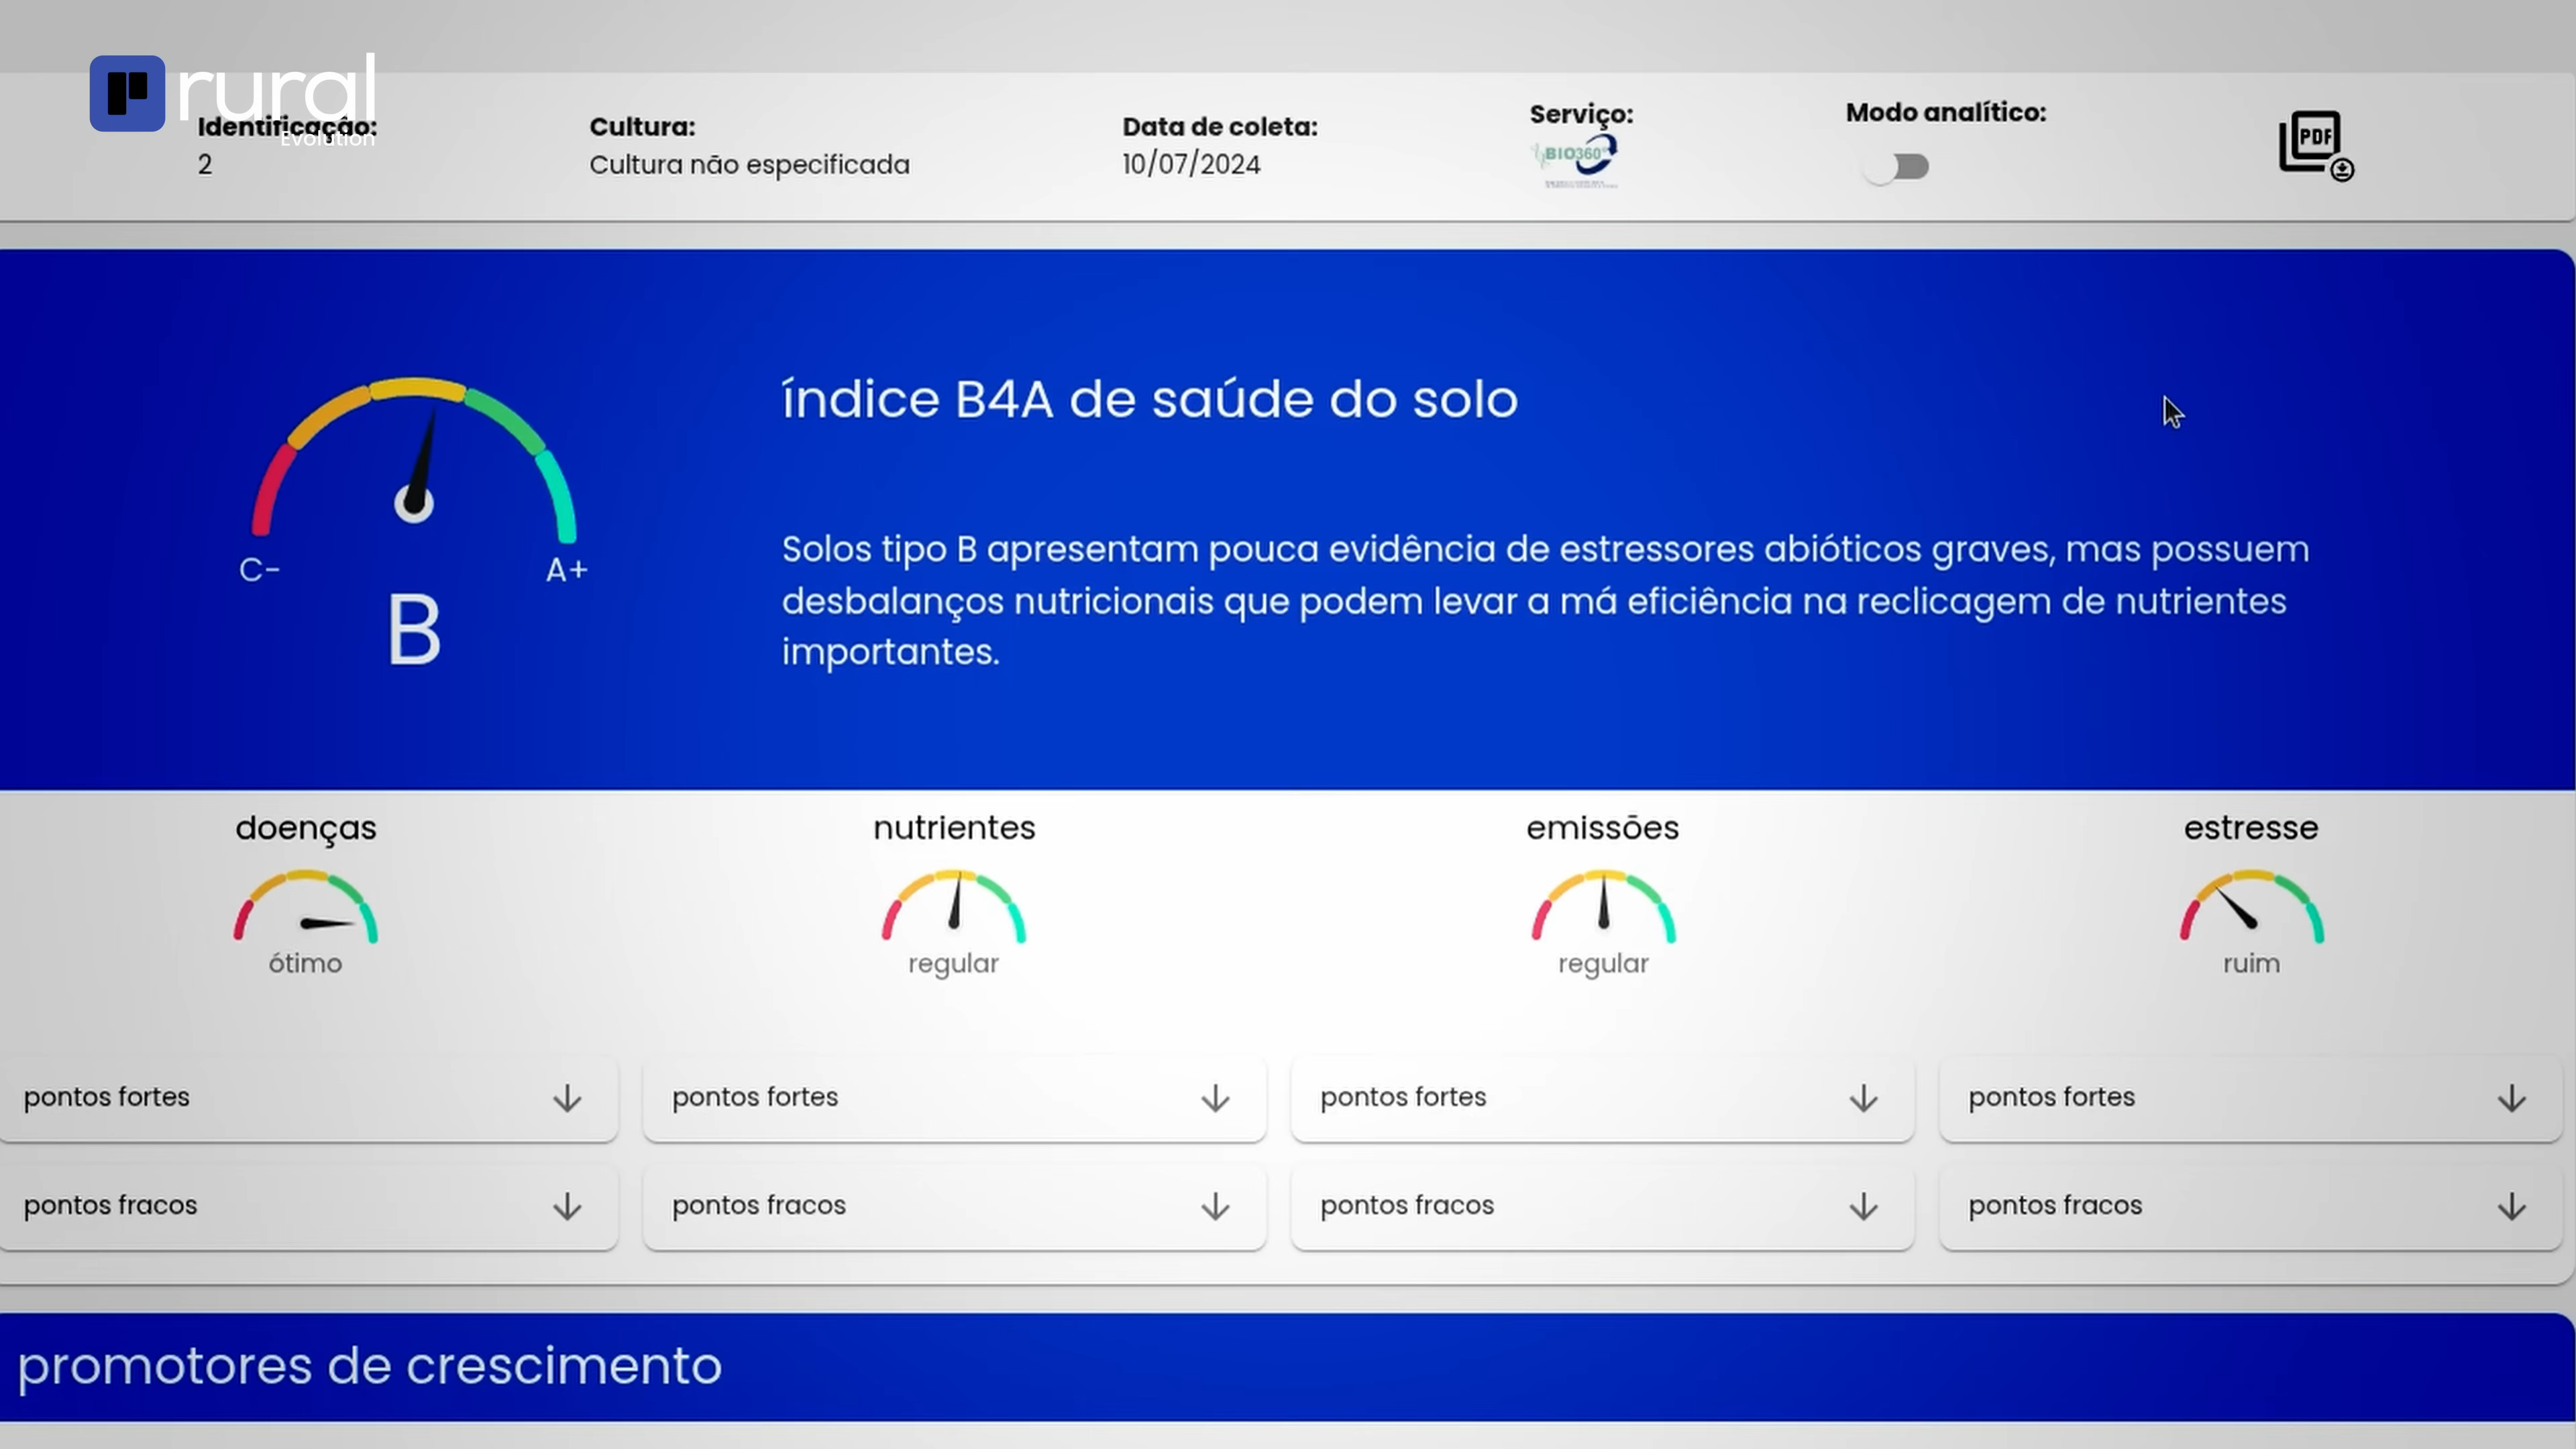 rural
Evolution
Identificação:
2
Cultura:
Cultura não especificada
Data de coleta:
10/07/2024
Serviço:
BIO360°
Modo analítico:
PDF
índice B4A de saúde do solo
Solos tipo B apresentam pouca evidência de estressores abióticos graves, mas possuem
desbalanços nutricionais que podem levar a má eficiência na reclicagem de nutrientes
importantes.
C-
A+
B
doenças
ótimo
nutrientes
regular
emissões
regular
estresse
ruim
pontos fortes
pontos fortes
pontos fortes
pontos fortes
pontos fracos
pontos fracos
pontos fracos
pontos fracos
promotores de crescimento